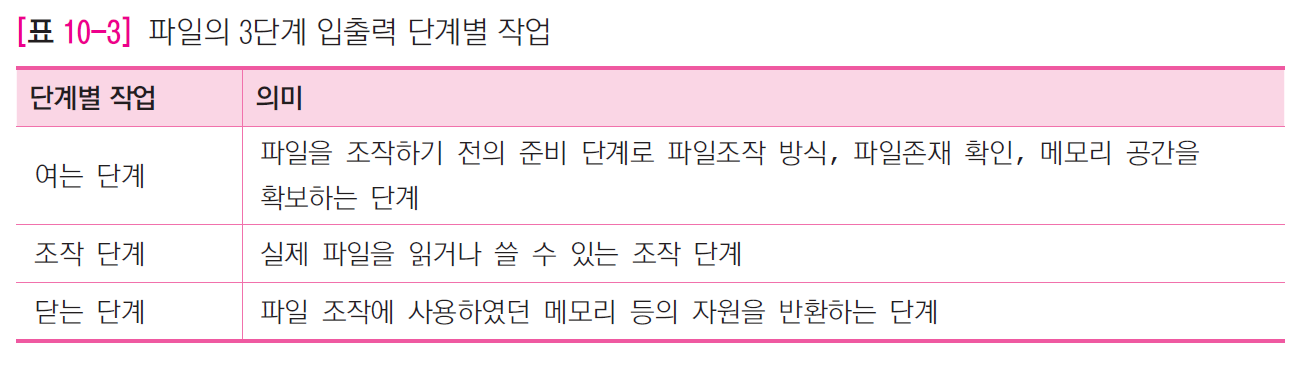 [표 10-3] 파일의 3단계 입출력 단계별 작업
단계별 작업 의미
여는 단계 파일을 조작하기 전의 준비 단계로 파일조작 방식, 파일존재 확인, 메모리 공간을
확보하는 단계
조작 단계 실제 파일을 읽거나 쓸 수 있는 조작 단계
닫는 단계 파일 조작에 사용하였던 메모리 등의 자원을 반환하는 단계